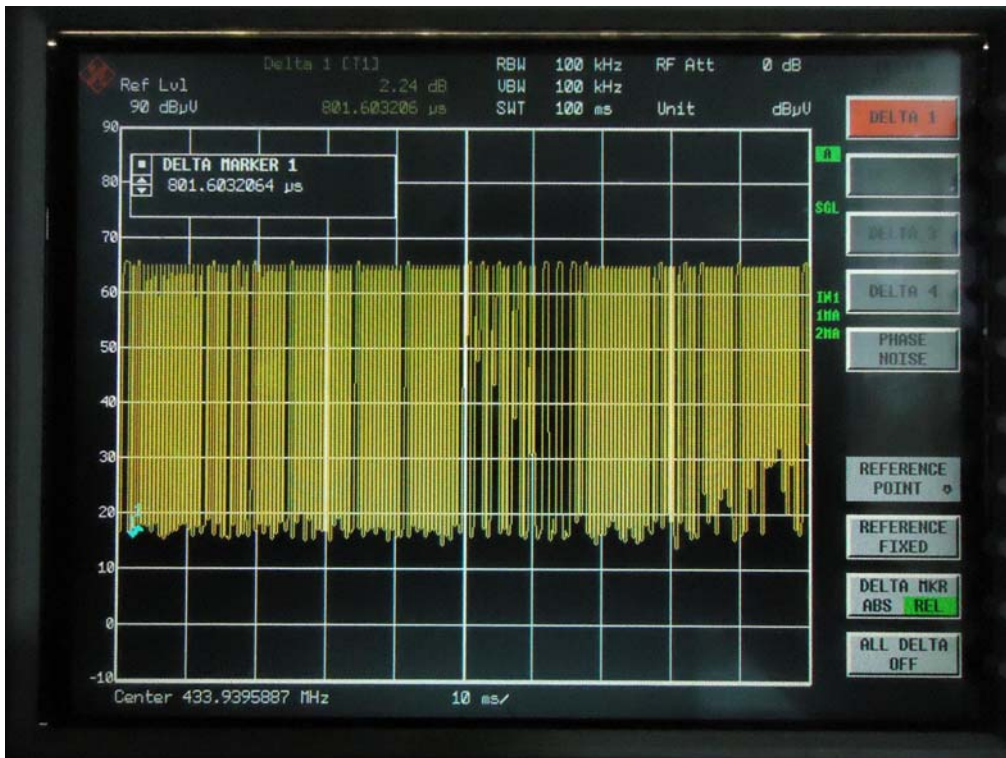 Delta 1 [T1] RBW 100 kHz RF Att 0 dB
Ref Lvl 2.24 dB VBW 100 kHz
90 dBµV 801.603206 µs SWT 100 ms Unit dBµV
DELTA 1
90
A
DELTA MARKER 1
80
801.6032064 µs
SGL
70
DELTA 3
60
IN1
DELTA 4
1MA
2MA
50
PHASE
NOISE
40
30
REFERENCE
POINT
20
1
REFERENCE
FIXED
10
DELTA MKR
ABS REL
0
ALL DELTA
OFF
-10
Center 433.9395887 MHz 10 ms/